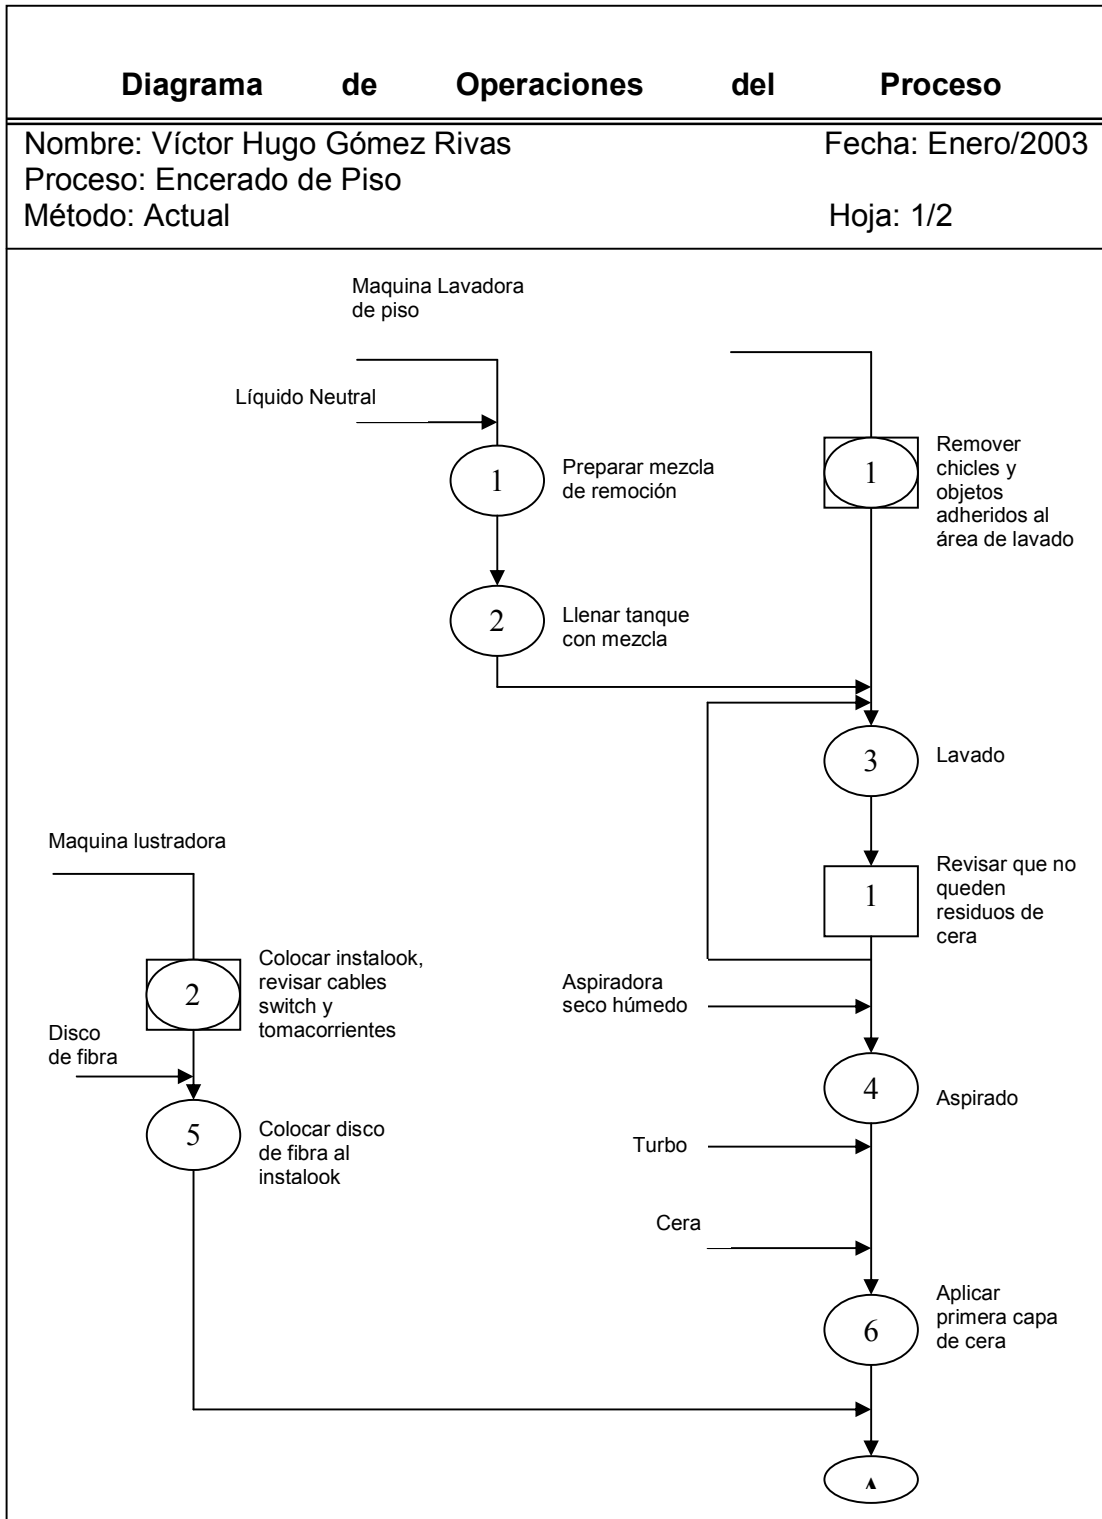 Diagrama de Operaciones del Proceso
Nombre: Víctor Hugo Gómez Rivas Fecha: Enero/2003
Proceso: Encerado de Piso
Método: Actual Hoja: 1/2
Maquina Lavadora
de piso
Líquido Neutral
1
Preparar mezcla
de remoción
1
Remover
chicles y
objetos
adheridos al
área de lavado
2
Llenar tanque
con mezcla
3
Lavado
Maquina lustradora
1
Revisar que no
queden
residuos de
cera
2
Colocar instalook,
revisar cables
switch y
tomacorrientes
Aspiradora
seco húmedo
Disco
de fibra
4
Aspirado
5
Colocar disco
de fibra al
instalook
Turbo
Cera
6
Aplicar
primera capa
de cera
A